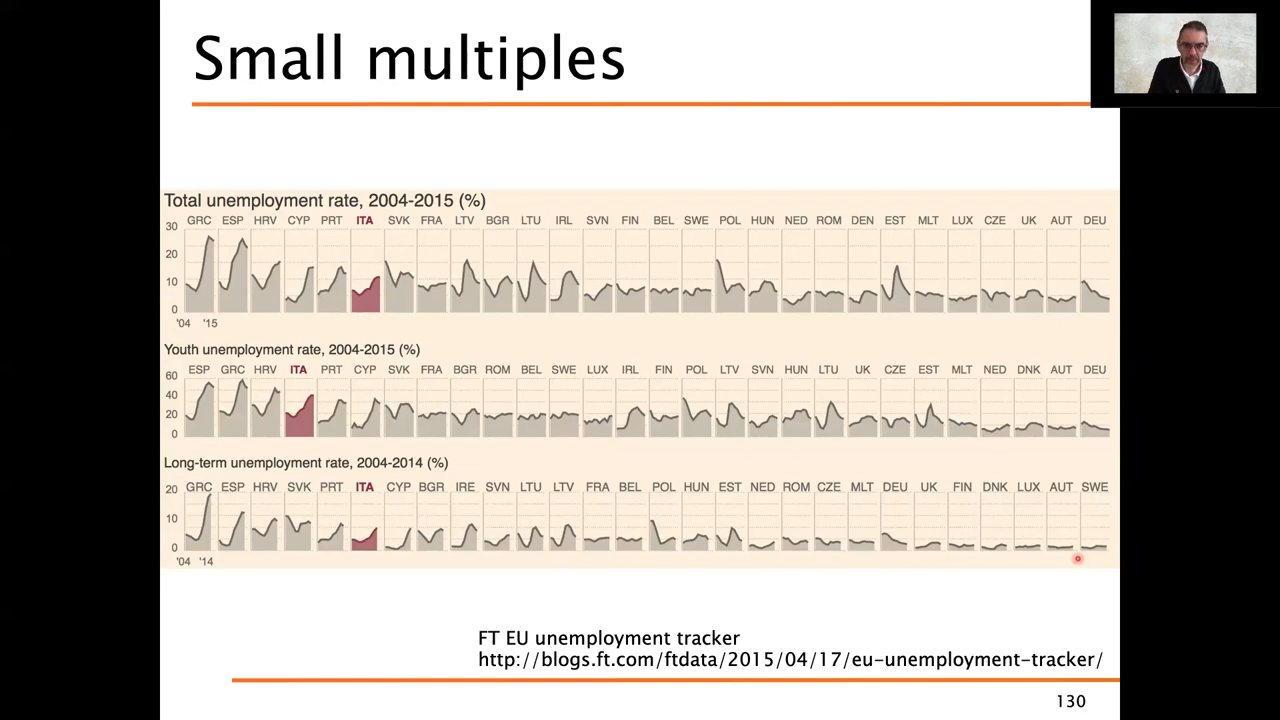 Small multiples
Total unemployment rate, 2004-2015 (%)
GRC ESP HRV CYP PRT ITA SVK FRA LTV BGR LTU IRL SVN FIN BEL SWE POL HUN NED ROM DEN EST MLT LUX CZE UK AUT DEU
30
20
10
0
'04 '15
Youth unemployment rate, 2004-2015 (%)
ESP GRC HRV ITA PRT CYP SVK FRA BGR ROM BEL SWE LUX IRL FIN POL LTV SVN HUN LTU UK CZE EST MLT NED DNK AUT DEU
60
40
20
0
Long-term unemployment rate, 2004-2014 (%)
GRC ESP HRV SVK PRT ITA CYP BGR IRE SVN LTU LTV FRA BEL POL HUN EST NED ROM CZE MLT DEU UK FIN DNK LUX AUT SWE
20
10
0
'04 '14
FT EU unemployment tracker
http://blogs.ft.com/ftdata/2015/04/17/eu-unemployment-tracker/
130